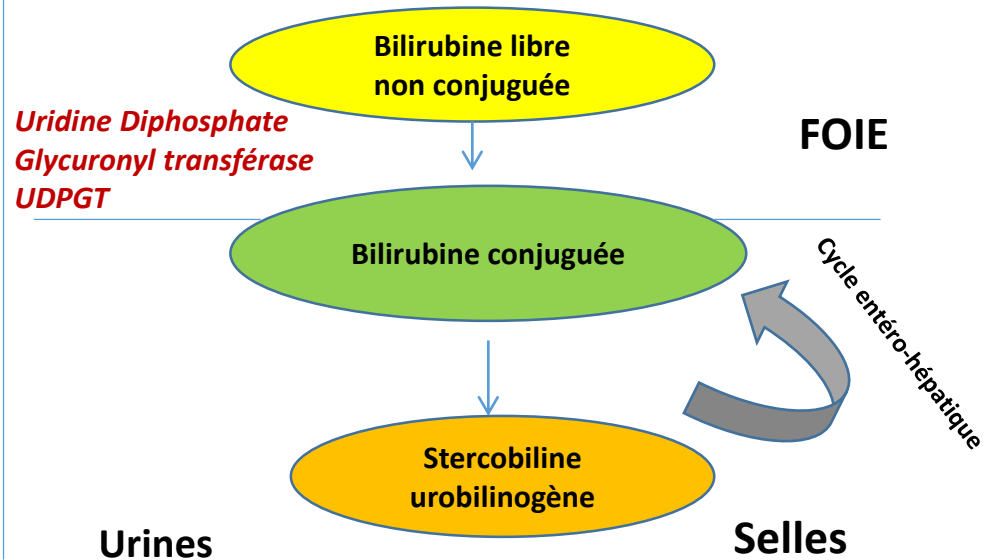 Bilirubine libre
non conjuguée
Uridine Diphosphate
Glycuronyl transférase
UDPGT
FOIE
Bilirubine conjuguée
Cycle entéro-hépatique
Stercobiline
urobilinogène
Urines
Selles